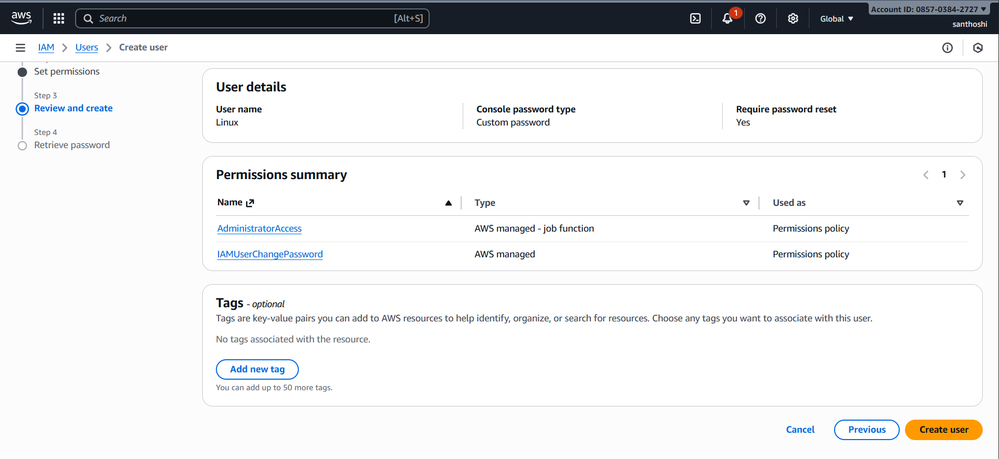 aws
Search [Alt+S]
1
Global
Account ID: 0857-0384-2727
santhoshi
IAM Users Create user
Set permissions
Step 3
Review and create
Step 4
Retrieve password
User details
User name Console password type Require password reset
Linux Custom password Yes
Permissions summary 1
Name Type Used as
AdministratorAccess AWS managed - job function Permissions policy
IAMUserChangePassword AWS managed Permissions policy
Tags - optional
Tags are key-value pairs you can add to AWS resources to help identify, organize, or search for resources. Choose any tags you want to associate with this user.
No tags associated with the resource.
Add new tag
You can add up to 50 more tags.
Cancel Previous Create user